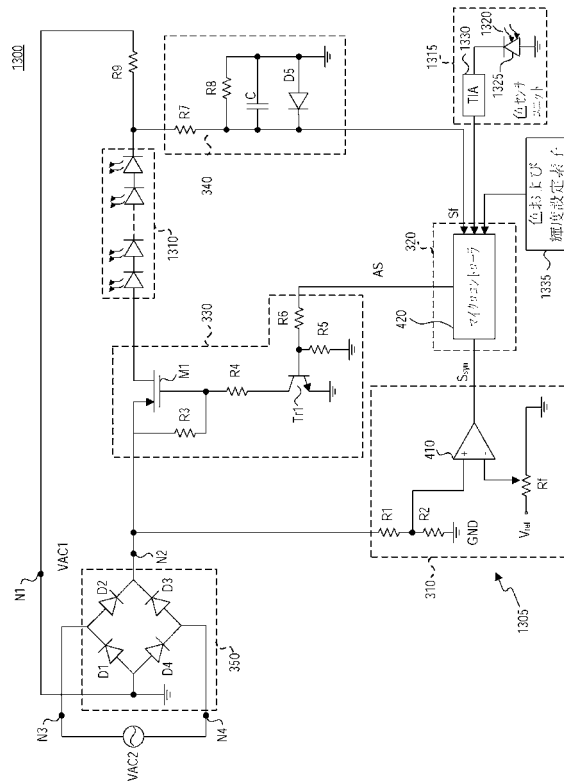 1300
R9
R8
C
D5
R7
340
1310
1315
1330
1320
TIA
1325
色センサ
ユニット
色および
輝度設定素子
1335
Sf
320
マイクロコントローラ
420
AS
330
R6
R5
R4
M1
Tr1
R3
Ssyn
410
+
-
Rf
Vref
R1
R2
GND
310
1305
N1
VAC1
N2
D2
D3
D1
D4
350
N3
N4
VAC2